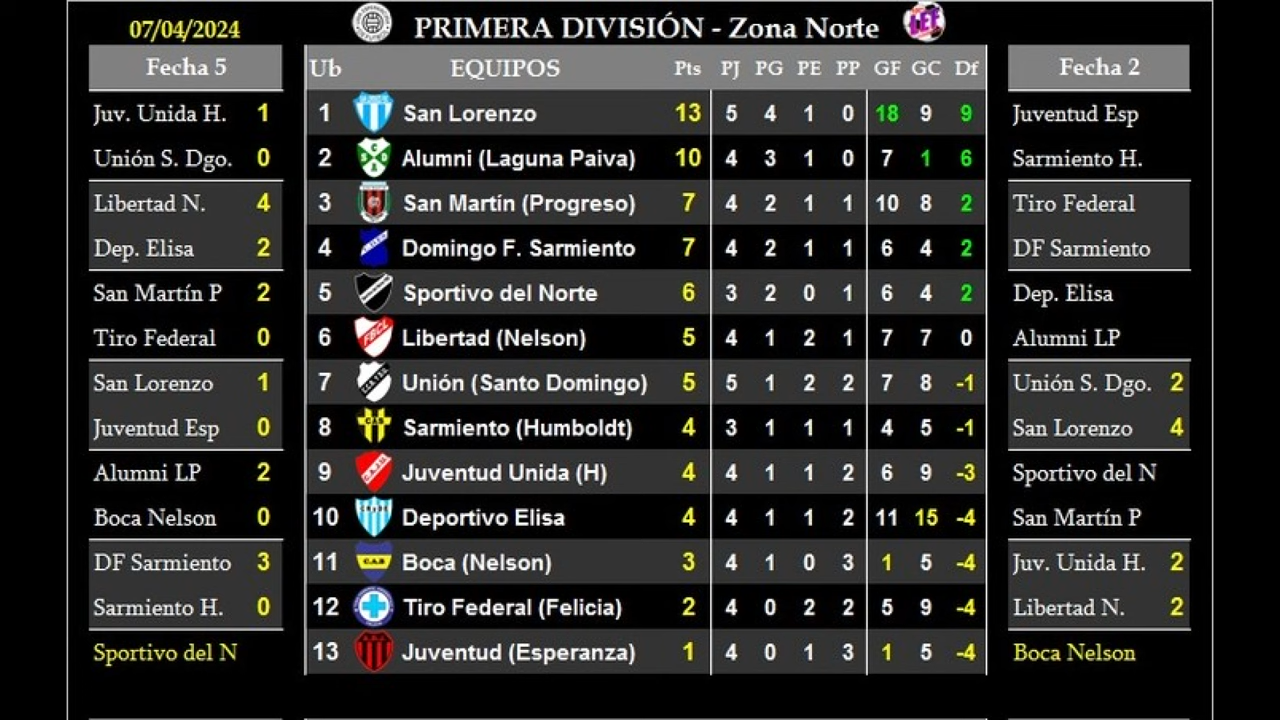 07/04/2024
PRIMERA DIVISIÓN - Zona Norte
LEF
Fecha 5
Juv. Unida H. 1
Unión S. Dgo. 0
Libertad N. 4
Dep. Elisa 2
San Martín P 2
Tiro Federal 0
San Lorenzo 1
Juventud Esp 0
Alumni LP 2
Boca Nelson 0
DF Sarmiento 3
Sarmiento H. 0
Sportivo del N
Ub EQUIPOS Pts PJ PG PE PP GF GC Df
1 San Lorenzo 13 5 4 1 0 18 9 9
2 Alumni (Laguna Paiva) 10 4 3 1 0 7 1 6
3 San Martín (Progreso) 7 4 2 1 1 10 8 2
4 Domingo F. Sarmiento 7 4 2 1 1 6 4 2
5 Sportivo del Norte 6 3 2 0 1 6 4 2
6 Libertad (Nelson) 5 4 1 2 1 7 7 0
7 Unión (Santo Domingo) 5 5 1 2 2 7 8 -1
8 Sarmiento (Humboldt) 4 3 1 1 1 4 5 -1
9 Juventud Unida (H) 4 4 1 1 2 6 9 -3
10 Deportivo Elisa 4 4 1 1 2 11 15 -4
11 Boca (Nelson) 3 4 1 0 3 1 5 -4
12 Tiro Federal (Felicia) 2 4 0 2 2 5 9 -4
13 Juventud (Esperanza) 1 4 0 1 3 1 5 -4
Fecha 2
Juventud Esp
Sarmiento H.
Tiro Federal
DF Sarmiento
Dep. Elisa
Alumni LP
Unión S. Dgo. 2
San Lorenzo 4
Sportivo del N
San Martín P
Juv. Unida H. 2
Libertad N. 2
Boca Nelson